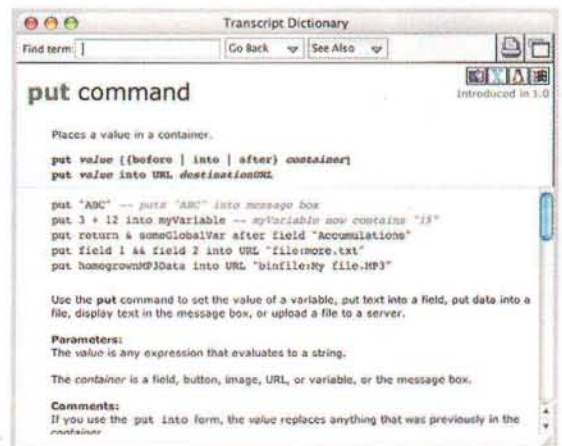 Transcript Dictionary
Find term: Go Back See Also
put command
Introduced in 1.0
Places a value in a container.
put value [{before | into | after} container]
put value into URL destinationURL
put "ABC" -- puts "ABC" into message box
put 3 + 12 into myVariable -- myVariable now contains "15"
put return & someGlobalVar after field "Accumulations"
put field 1 && field 2 into URL "file:more.txt"
put homegrownMP3Data into URL "binfile:My file.MP3"
Use the put command to set the value of a variable, put text into a field, put data into a
file, display text in the message box, or upload a file to a server.
Parameters:
The value is any expression that evaluates to a string.
The container is a field, button, image, URL, or variable, or the message box.
Comments:
If you use the put into form, the value replaces anything that was previously in the
container